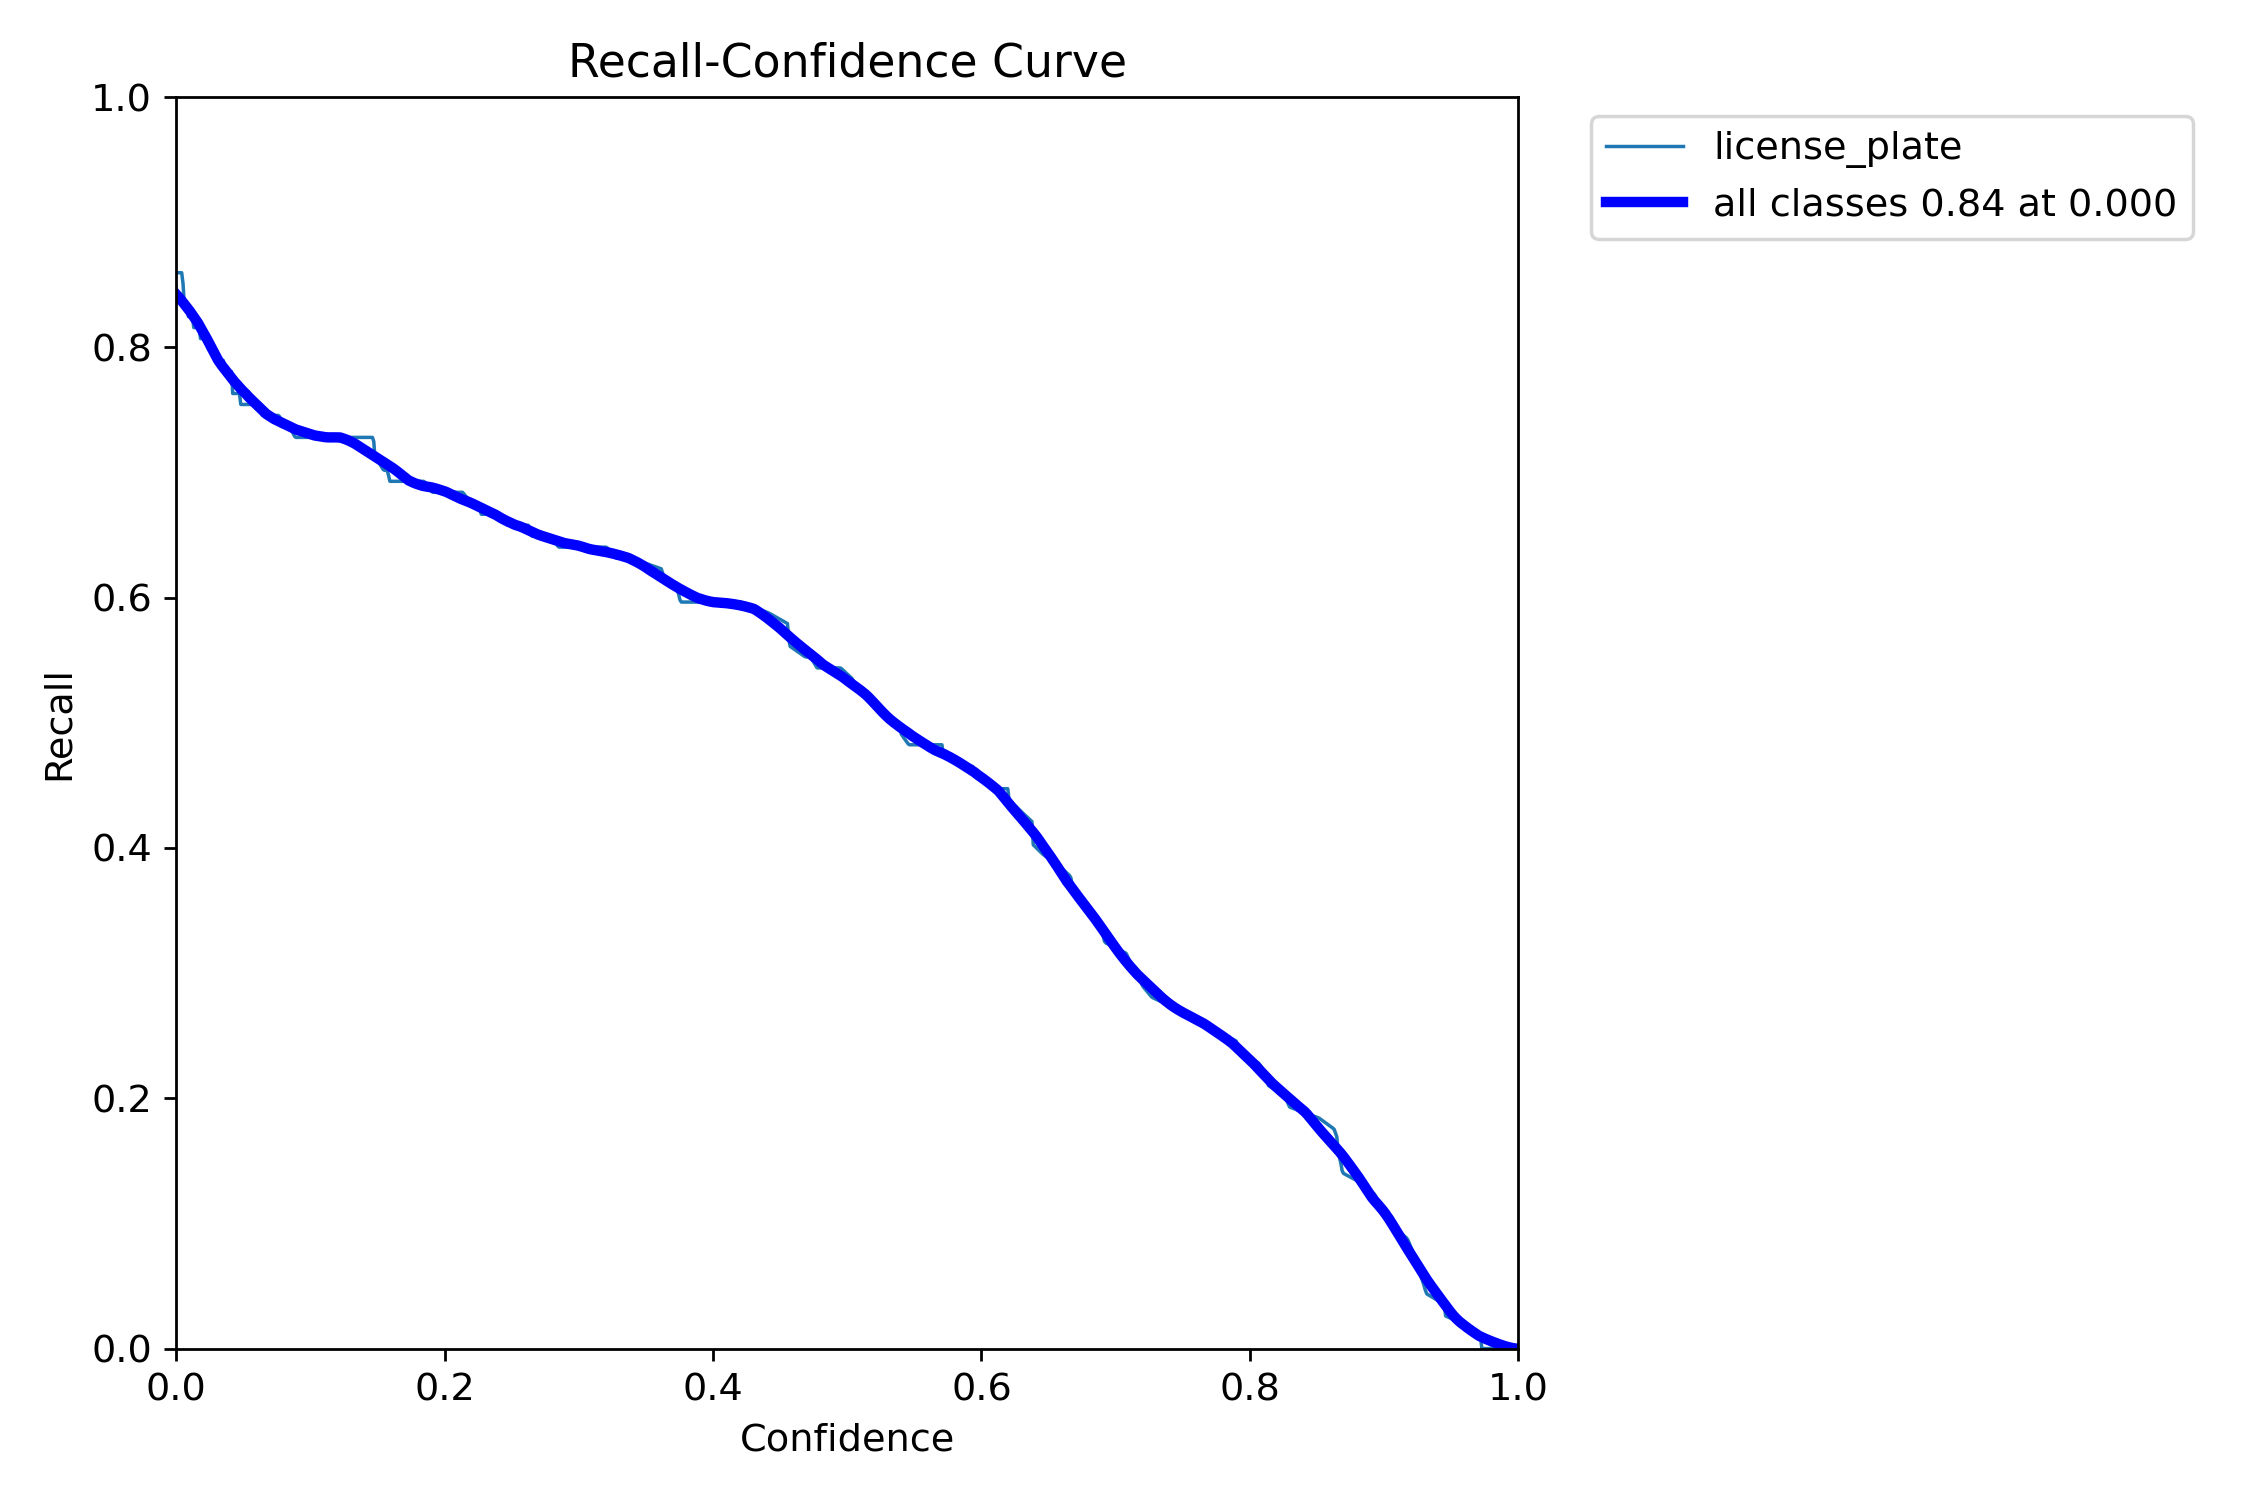 Recall-Confidence Curve
license_plate
all classes 0.84 at 0.000
1.0
0.8
0.6
0.4
0.2
0.0
Recall
0.0 0.2 0.4 0.6 0.8 1.0
Confidence